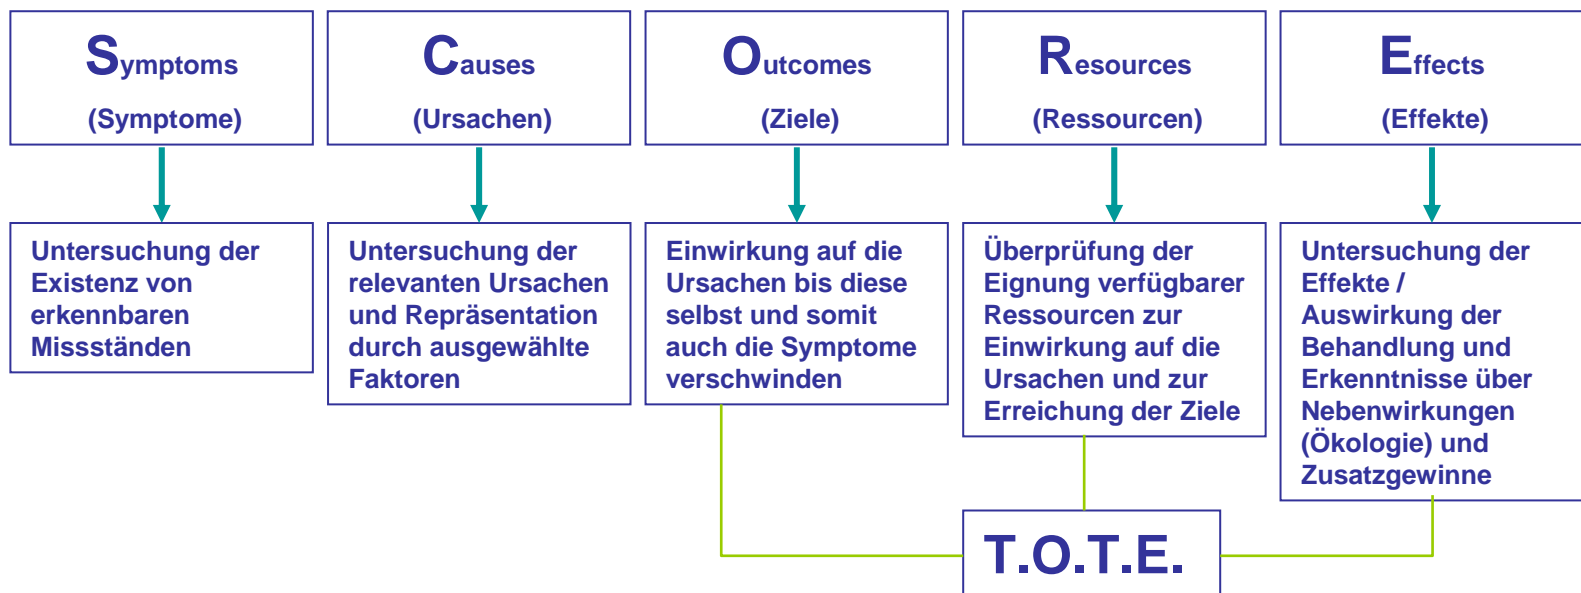 Symptoms
(Symptome)
Causes
(Ursachen)
Outcomes
(Ziele)
Resources
(Ressourcen)
Effects
(Effekte)
Untersuchung der
Existenz von
erkennbaren
Missständen
Untersuchung der
relevanten Ursachen
und Repräsentation
durch ausgewählte
Faktoren
Einwirkung auf die
Ursachen bis diese
selbst und somit
auch die Symptome
verschwinden
Überprüfung der
Eignung verfügbarer
Ressourcen zur
Einwirkung auf die
Ursachen und zur
Erreichung der Ziele
Untersuchung der
Effekte /
Auswirkung der
Behandlung und
Erkenntnisse über
Nebenwirkungen
(Ökologie) und
Zusatzgewinne
T.O.T.E.